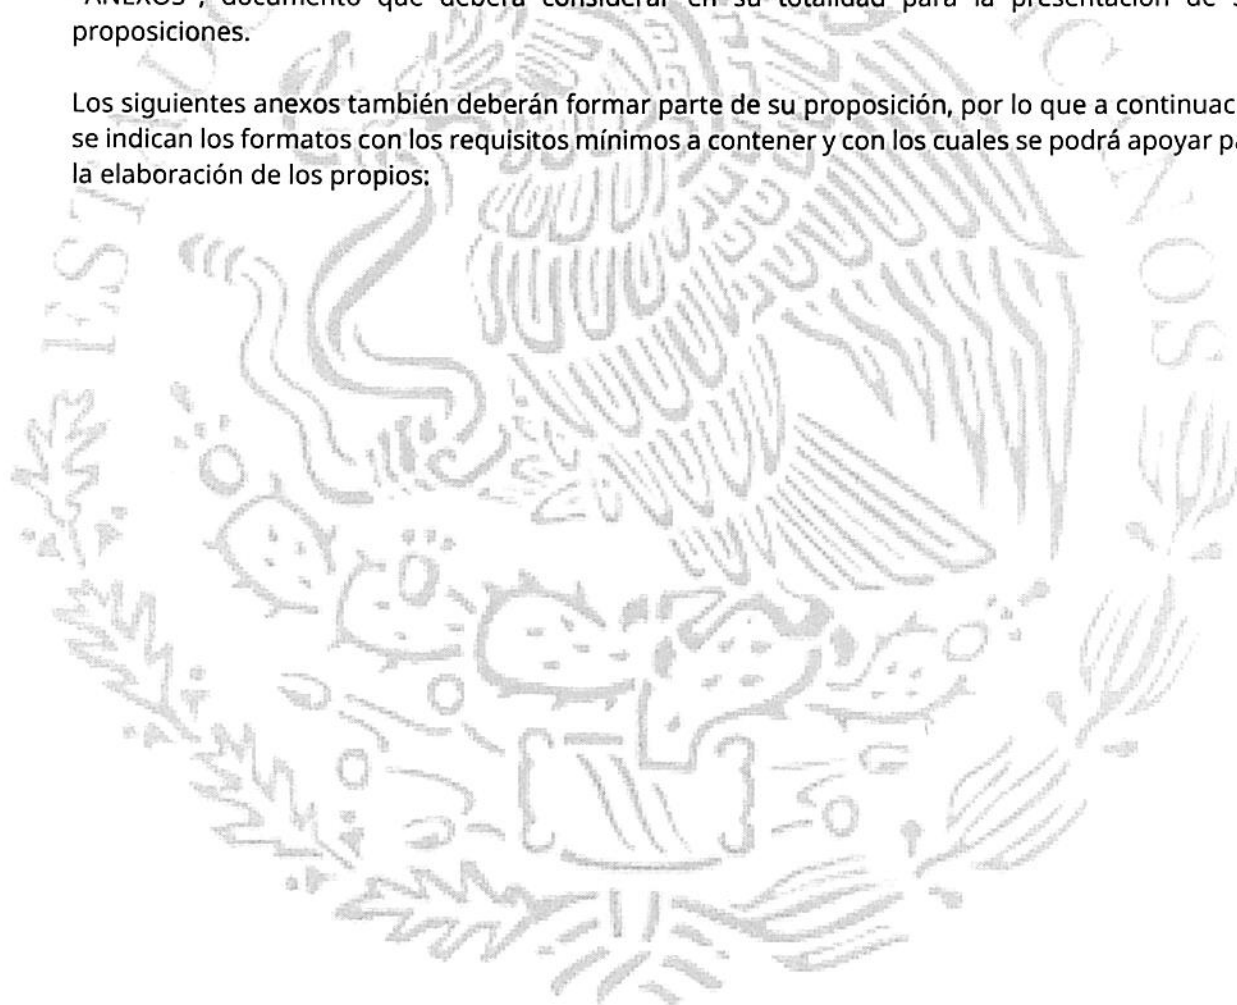 "ANEXOS", documento que deberá considerar en su totalidad para la presentación de
proposiciones.
Los siguientes anexos también deberán formar parte de su proposición, por lo que a
se indican los formatos con los requisitos mínimos a contener y con los cuales se podrá apoyar
la elaboración de los propios:
EST
ICANOS